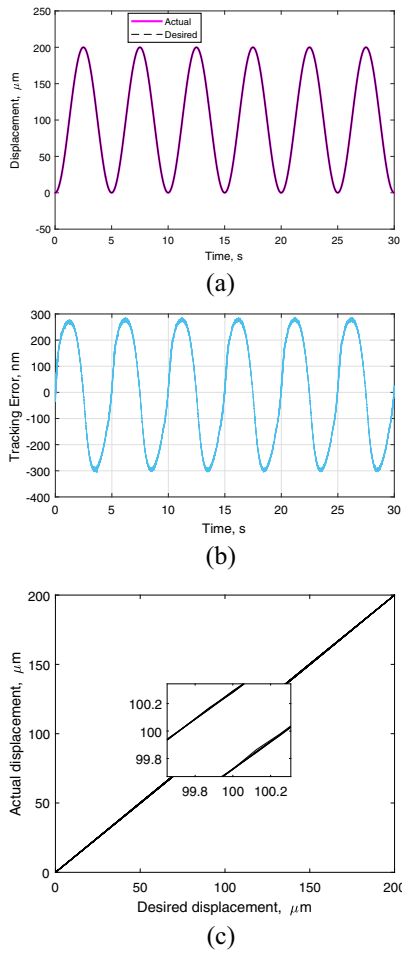 250
200
150
100
50
0
-50
Displacement, μm
Actual
Desired
0 5 10 15 20 25 30
Time, s
(a)
300
200
100
0
-100
-200
-300
-400
Tracking Error, nm
0 5 10 15 20 25 30
Time, s
(b)
200
150
100
50
0
Actual displacement, μm
100.2
100
99.8
99.8 100 100.2
0 50 100 150 200
Desired displacement, μm
(c)